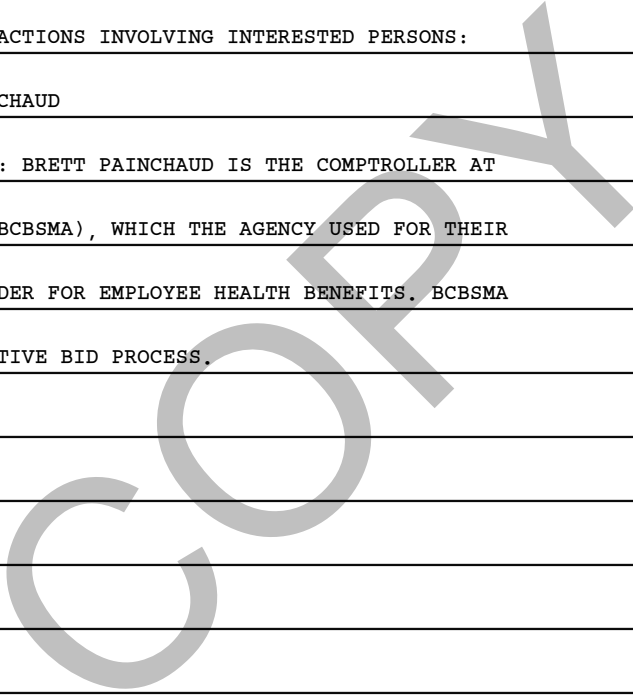 ACTIONS INVOLVING INTERESTED PERSONS:
CHAUD
: BRETT PAINCHAUD IS THE COMPTROLLER AT
BCBSMA), WHICH THE AGENCY USED FOR THEIR
DER FOR EMPLOYEE HEALTH BENEFITS. BCBSMA
TIVE BID PROCESS.
COPY